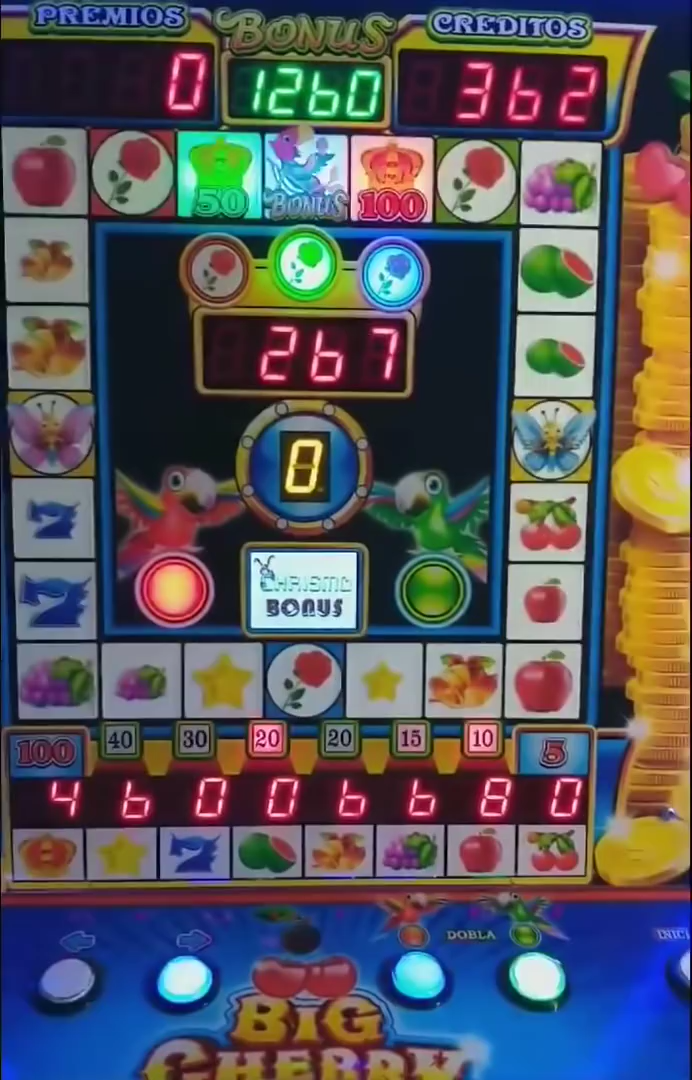 PREMIOS BONUS CREDITOS
0 1260 362
50 BONUS 100
267
0
CHRISMO
BONUS
100 40 30 20 20 15 10 5
4 6 0 0 6 6 8 0
DOBLA
BIG
CHERRY